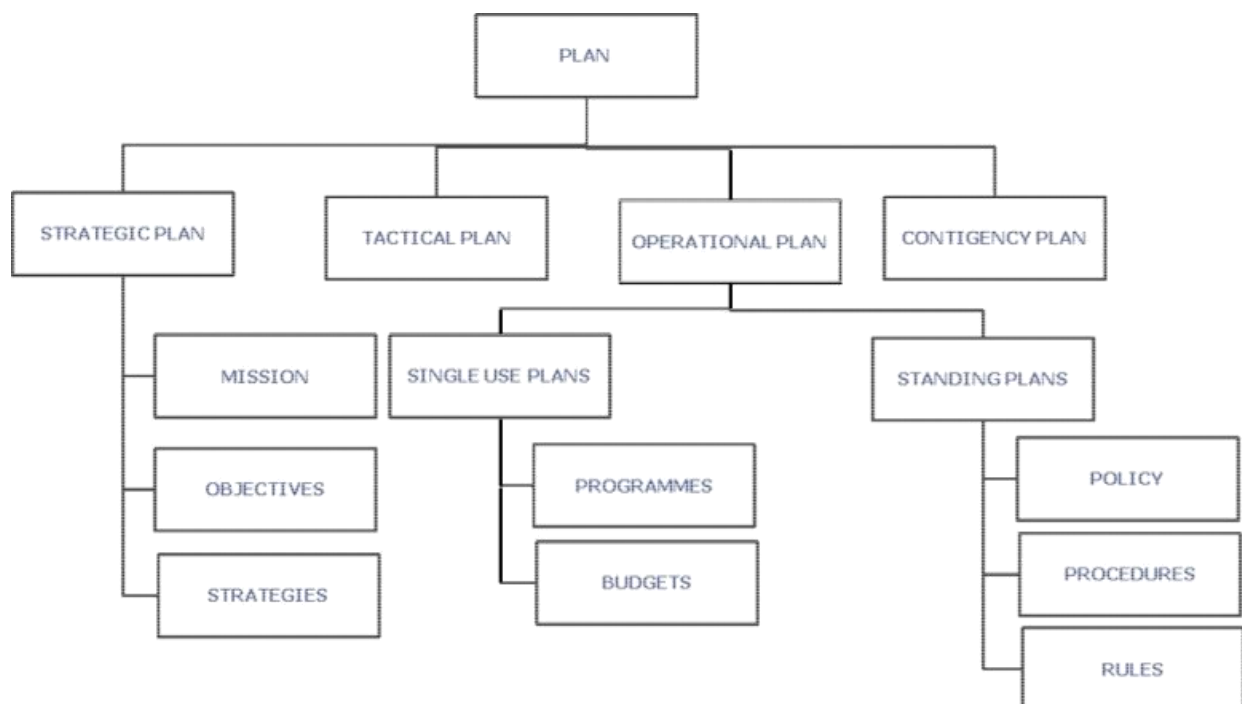 PLAN
STRATEGIC PLAN
TACTICAL PLAN
OPERATIONAL PLAN
CONTIGENCY PLAN
MISSION
SINGLE USE PLANS
STANDING PLANS
OBJECTIVES
PROGRAMMES
POLICY
STRATEGIES
BUDGETS
PROCEDURES
RULES